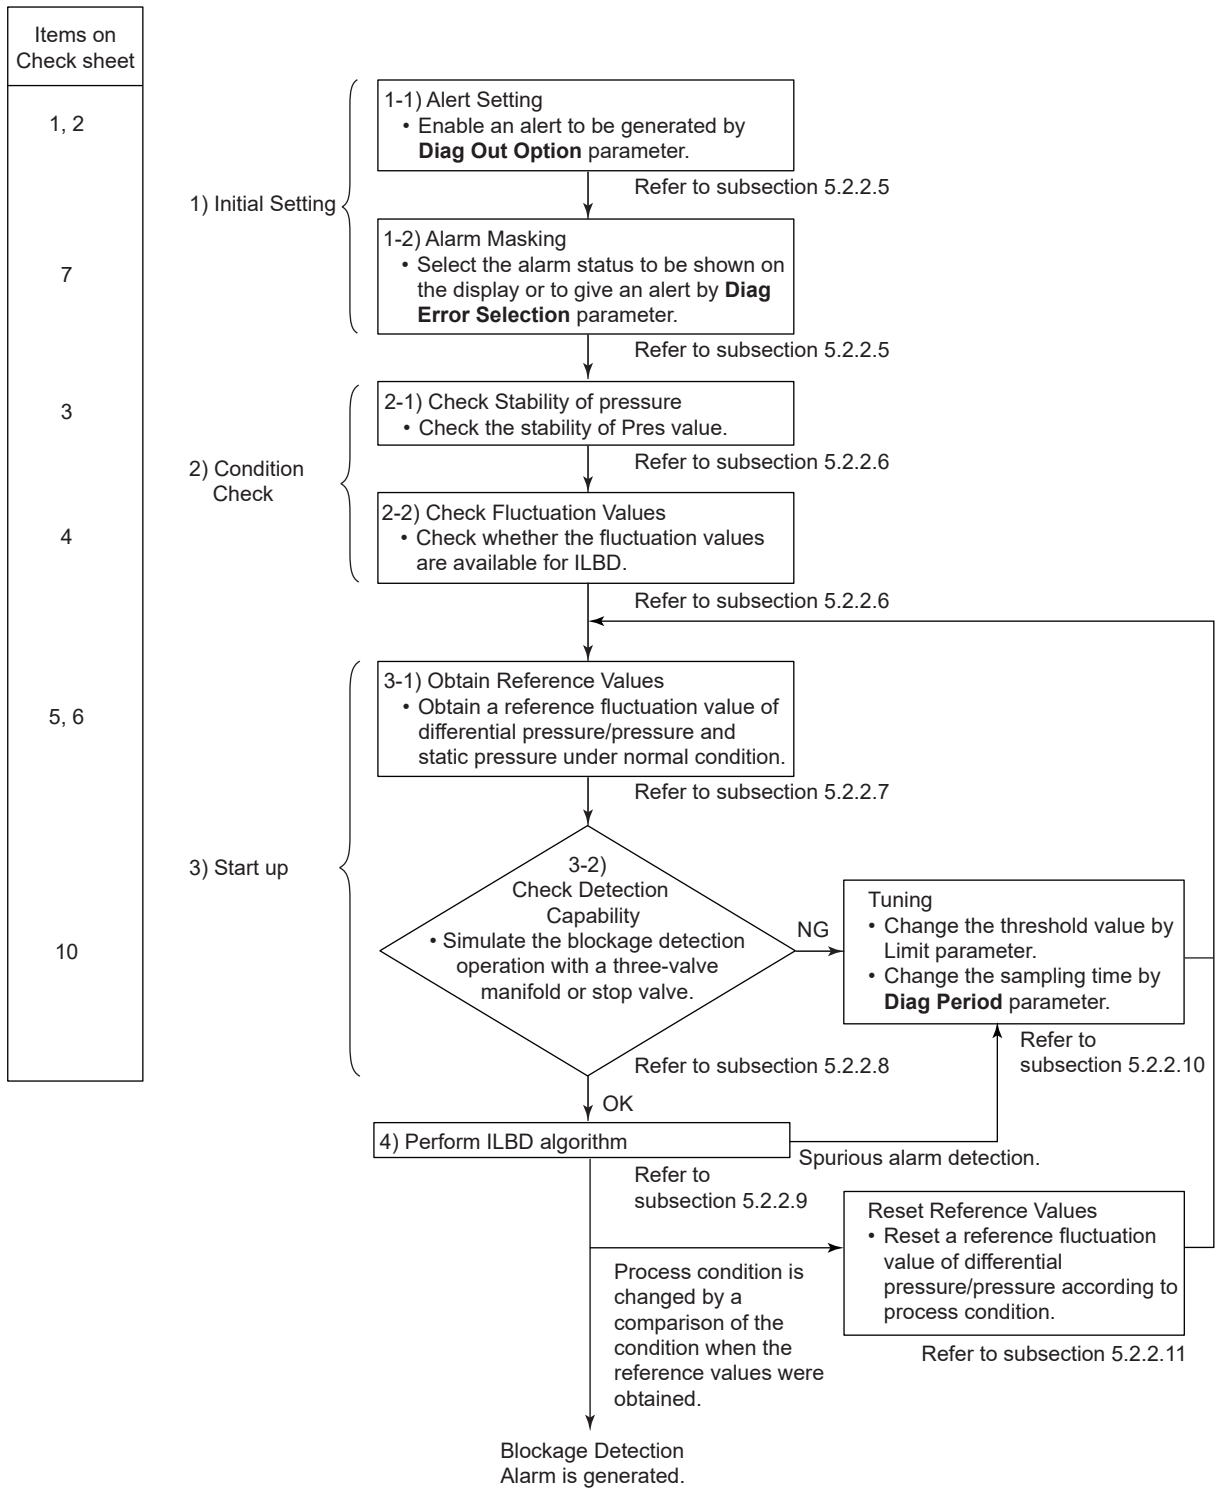 Items on
Check sheet
1, 2
7
3
4
5, 6
10
1) Initial Setting
1-1) Alert Setting
• Enable an alert to be generated by
Diag Out Option parameter.
Refer to subsection 5.2.2.5
1-2) Alarm Masking
• Select the alarm status to be shown on
the display or to give an alert by Diag
Error Selection parameter.
Refer to subsection 5.2.2.5
2) Condition
Check
2-1) Check Stability of pressure
• Check the stability of Pres value.
Refer to subsection 5.2.2.6
2-2) Check Fluctuation Values
• Check whether the fluctuation values
are available for ILBD.
Refer to subsection 5.2.2.6
3) Start up
3-1) Obtain Reference Values
• Obtain a reference fluctuation value of
differential pressure/pressure and
static pressure under normal condition.
Refer to subsection 5.2.2.7
3-2)
Check Detection
Capability
• Simulate the blockage detection
operation with a three-valve
manifold or stop valve.
Refer to subsection 5.2.2.8
NG
Tuning
• Change the threshold value by
Limit parameter.
• Change the sampling time by
Diag Period parameter.
Refer to
subsection 5.2.2.10
OK
4) Perform ILBD algorithm
Spurious alarm detection.
Refer to
subsection 5.2.2.9
Reset Reference Values
• Reset a reference fluctuation
value of differential
pressure/pressure according to
process condition.
Refer to subsection 5.2.2.11
Process condition is
changed by a
comparison of the
condition when the
reference values were
obtained.
Blockage Detection
Alarm is generated.